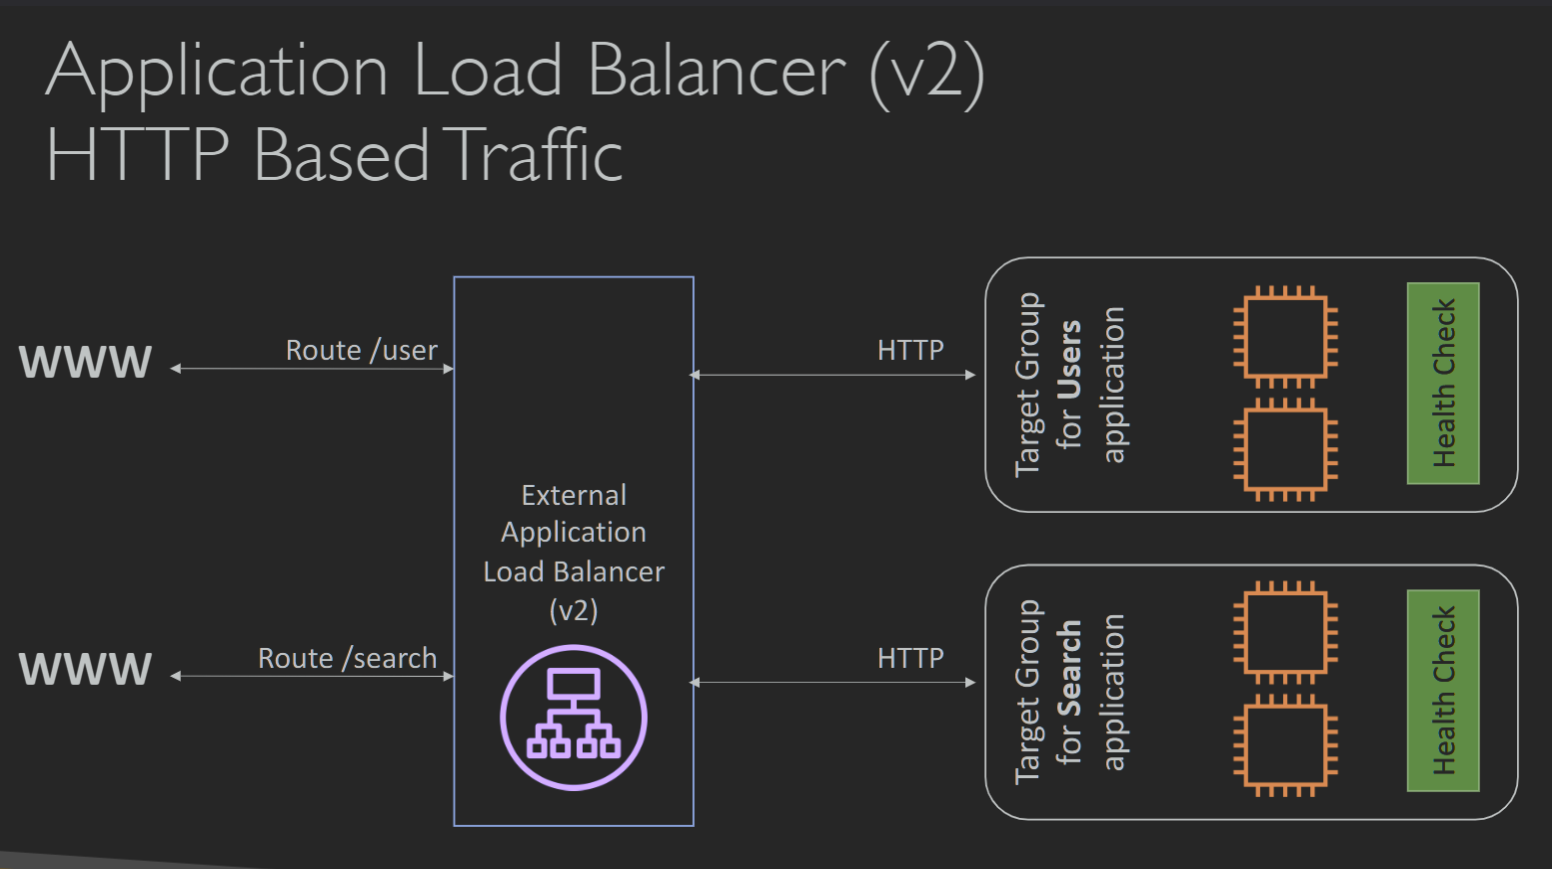 Application Load Balancer (v2)
HTTP Based Traffic
WWW
Route /user
HTTP
Target Group
for Users
application
Health Check
External
Application
Load Balancer
(v2)
WWW
Route /search
HTTP
Target Group
for Search
application
Health Check